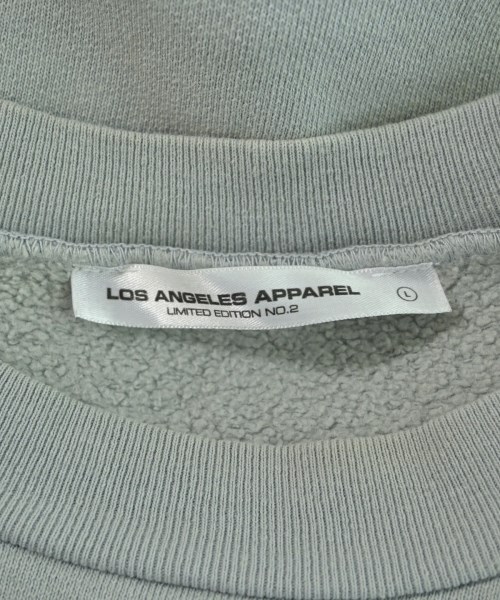 LOS ANGELES APPAREL
LIMITED EDITION NO.2
L